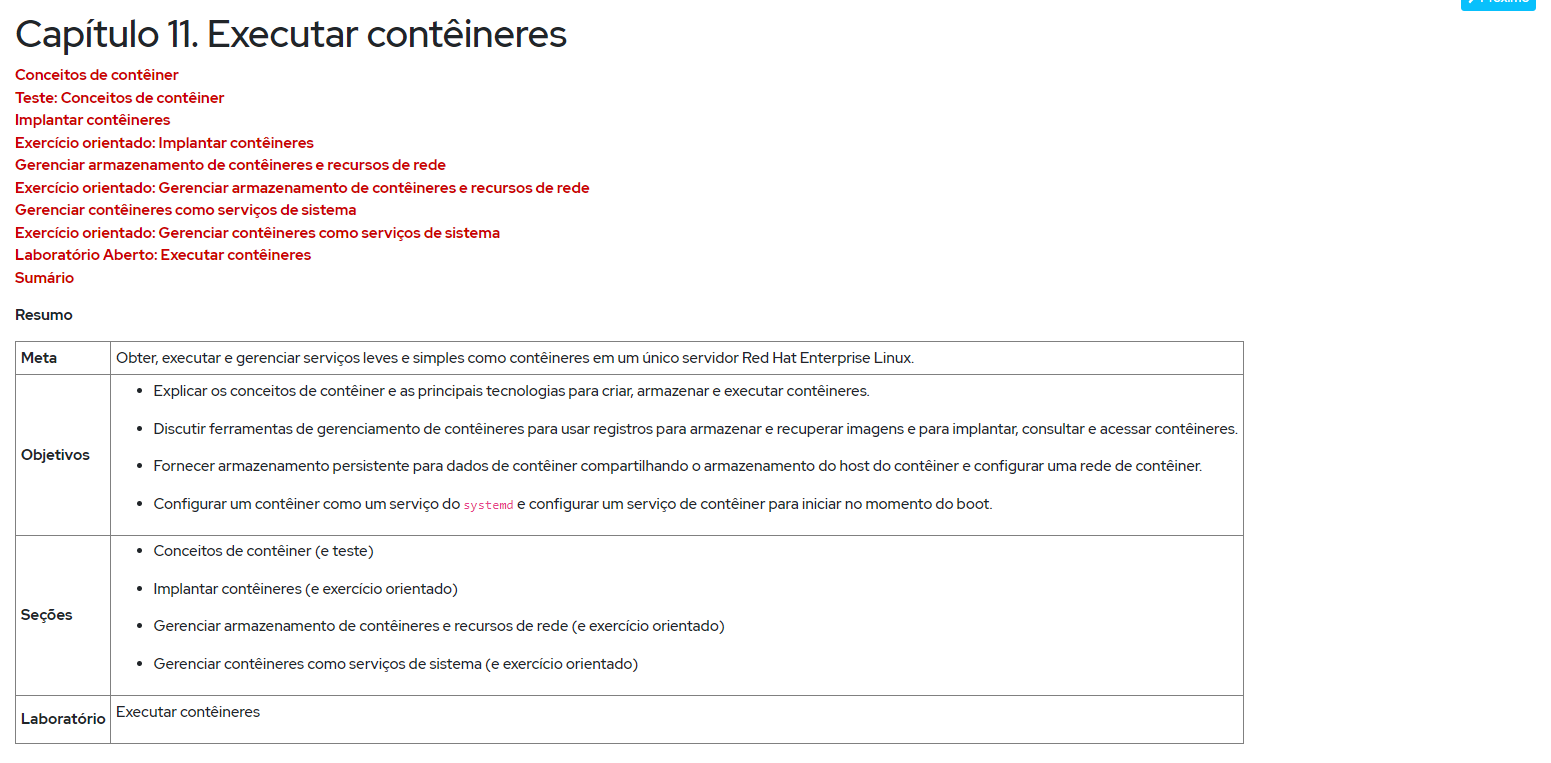 Próximo
Capítulo 11. Executar contêineres
Conceitos de contêiner
Teste: Conceitos de contêiner
Implantar contêineres
Exercício orientado: Implantar contêineres
Gerenciar armazenamento de contêineres e recursos de rede
Exercício orientado: Gerenciar armazenamento de contêineres e recursos de rede
Gerenciar contêineres como serviços de sistema
Exercício orientado: Gerenciar contêineres como serviços de sistema
Laboratório Aberto: Executar contêineres
Sumário
Resumo
Meta
Obter, executar e gerenciar serviços leves e simples como contêineres em um único servidor Red Hat Enterprise Linux.
Objetivos
• Explicar os conceitos de contêiner e as principais tecnologias para criar, armazenar e executar contêineres.
• Discutir ferramentas de gerenciamento de contêineres para usar registros para armazenar e recuperar imagens e para implantar, consultar e acessar contêineres.
• Fornecer armazenamento persistente para dados de contêiner compartilhando o armazenamento do host do contêiner e configurar uma rede de contêiner.
• Configurar um contêiner como um serviço do systemd e configurar um serviço de contêiner para iniciar no momento do boot.
Seções
• Conceitos de contêiner (e teste)
• Implantar contêineres (e exercício orientado)
• Gerenciar armazenamento de contêineres e recursos de rede (e exercício orientado)
• Gerenciar contêineres como serviços de sistema (e exercício orientado)
Laboratório
Executar contêineres